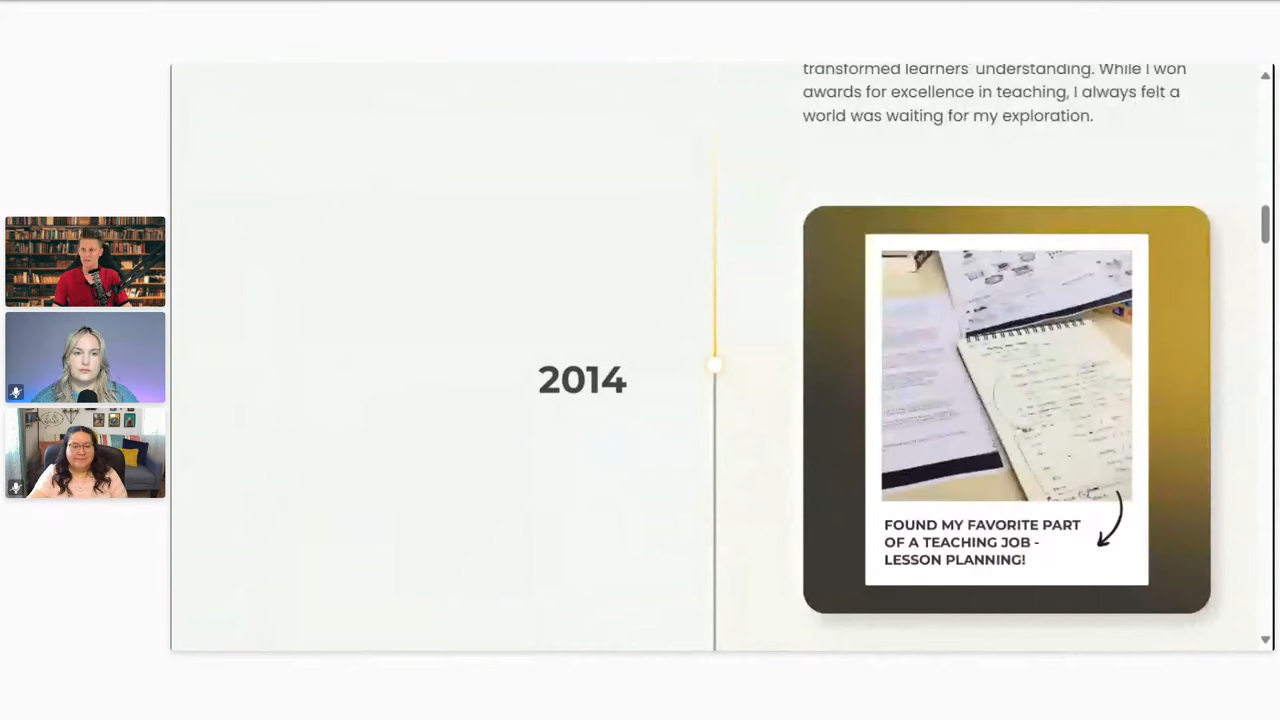 transformed learners' understanding. While I won
awards for excellence in teaching, I always felt a
world was waiting for my exploration.
2014
FOUND MY FAVORITE PART
OF A TEACHING JOB -
LESSON PLANNING!